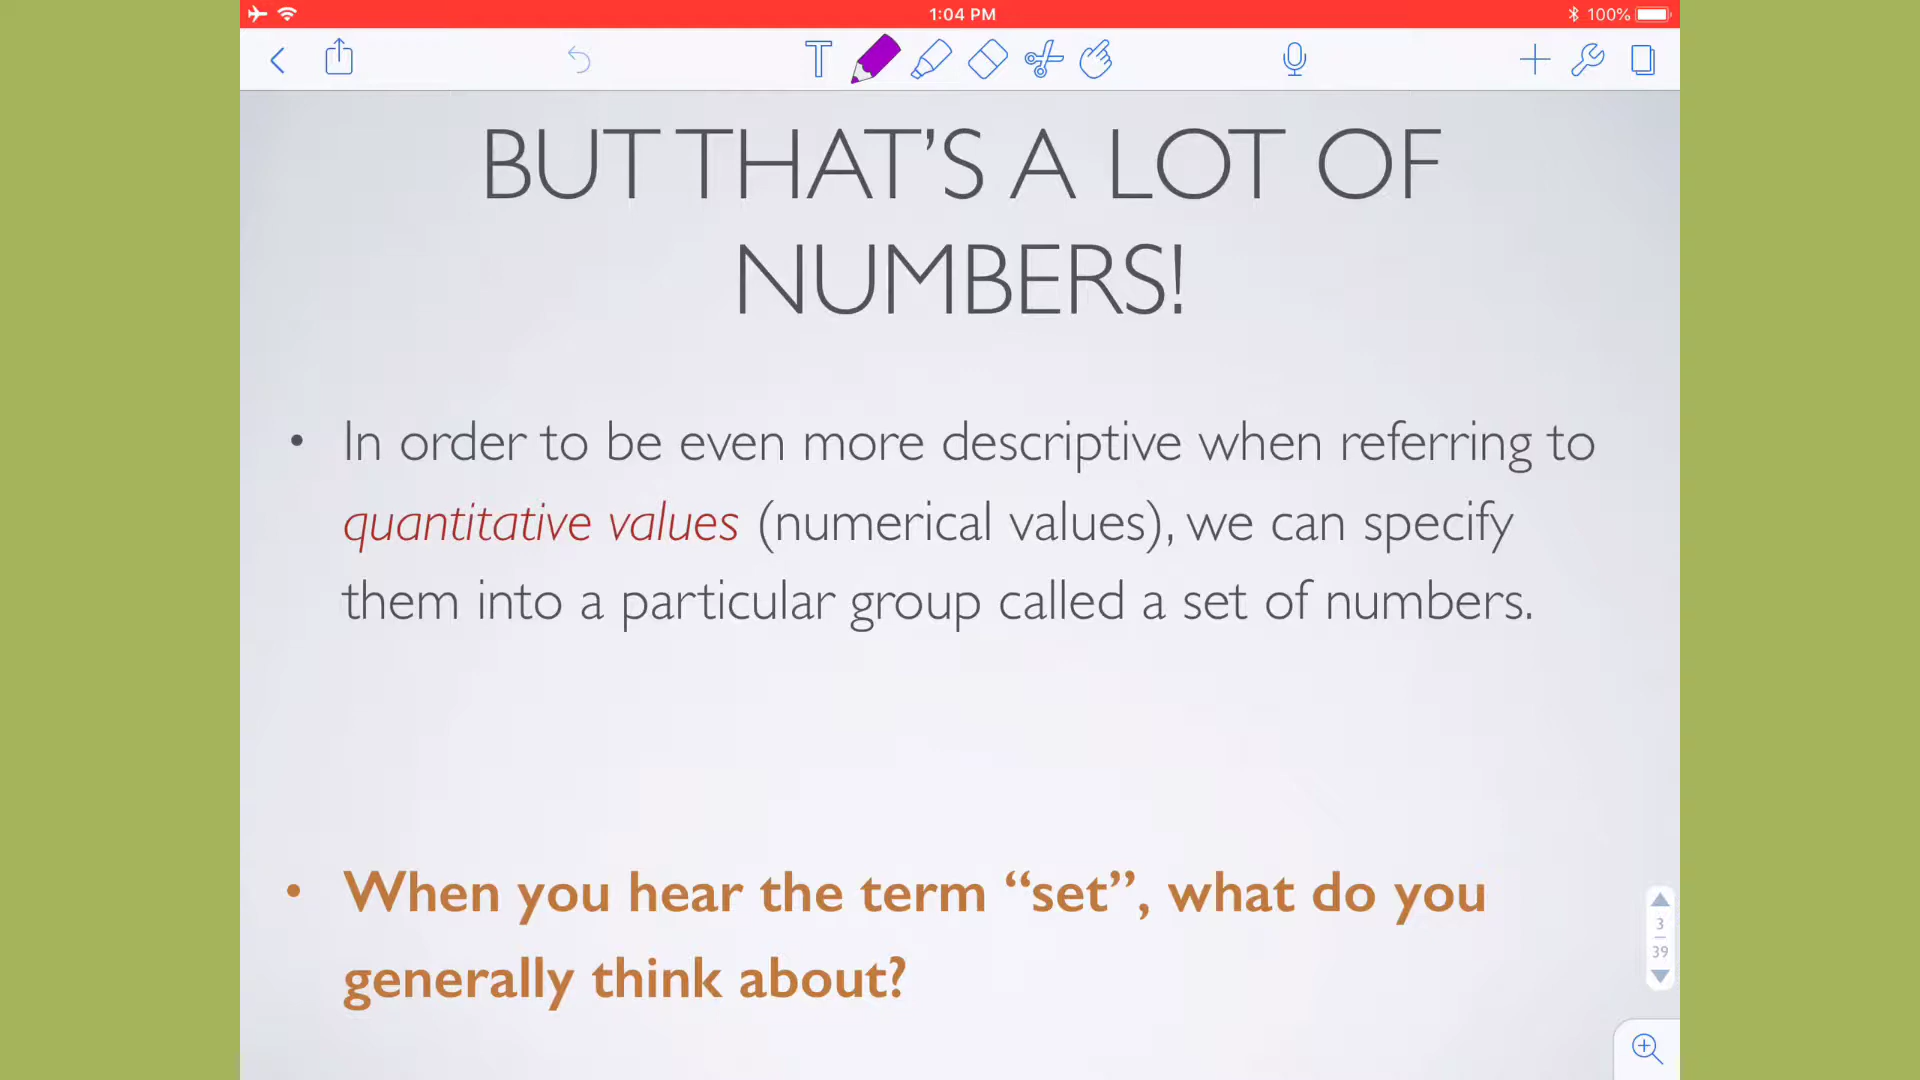 1:04 PM
100%
T
BUT THAT’S A LOT OF
NUMBERS!
• In order to be even more descriptive when referring to
quantitative values (numerical values), we can specify
them into a particular group called a set of numbers.
• When you hear the term “set”, what do you
generally think about?
3
39